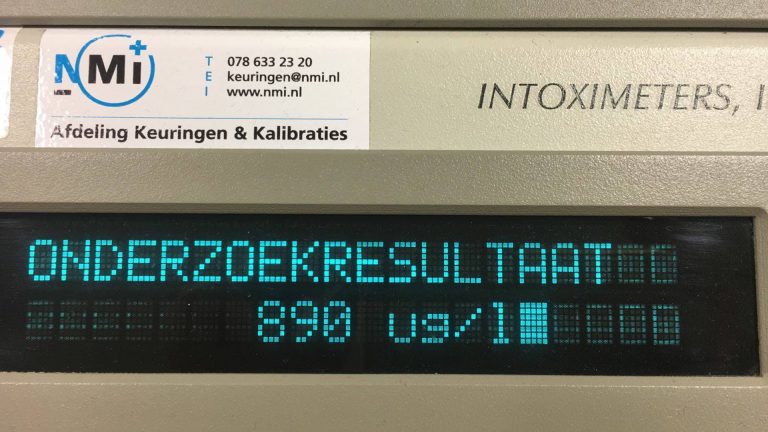 NMi
T 078 633 23 20
E keuringen@nmi.nl
I www.nmi.nl
Afdeling Keuringen & Kalibraties
INTOXIMETERS, I
ONDERZOEKRESULTAAT
890 ug/l